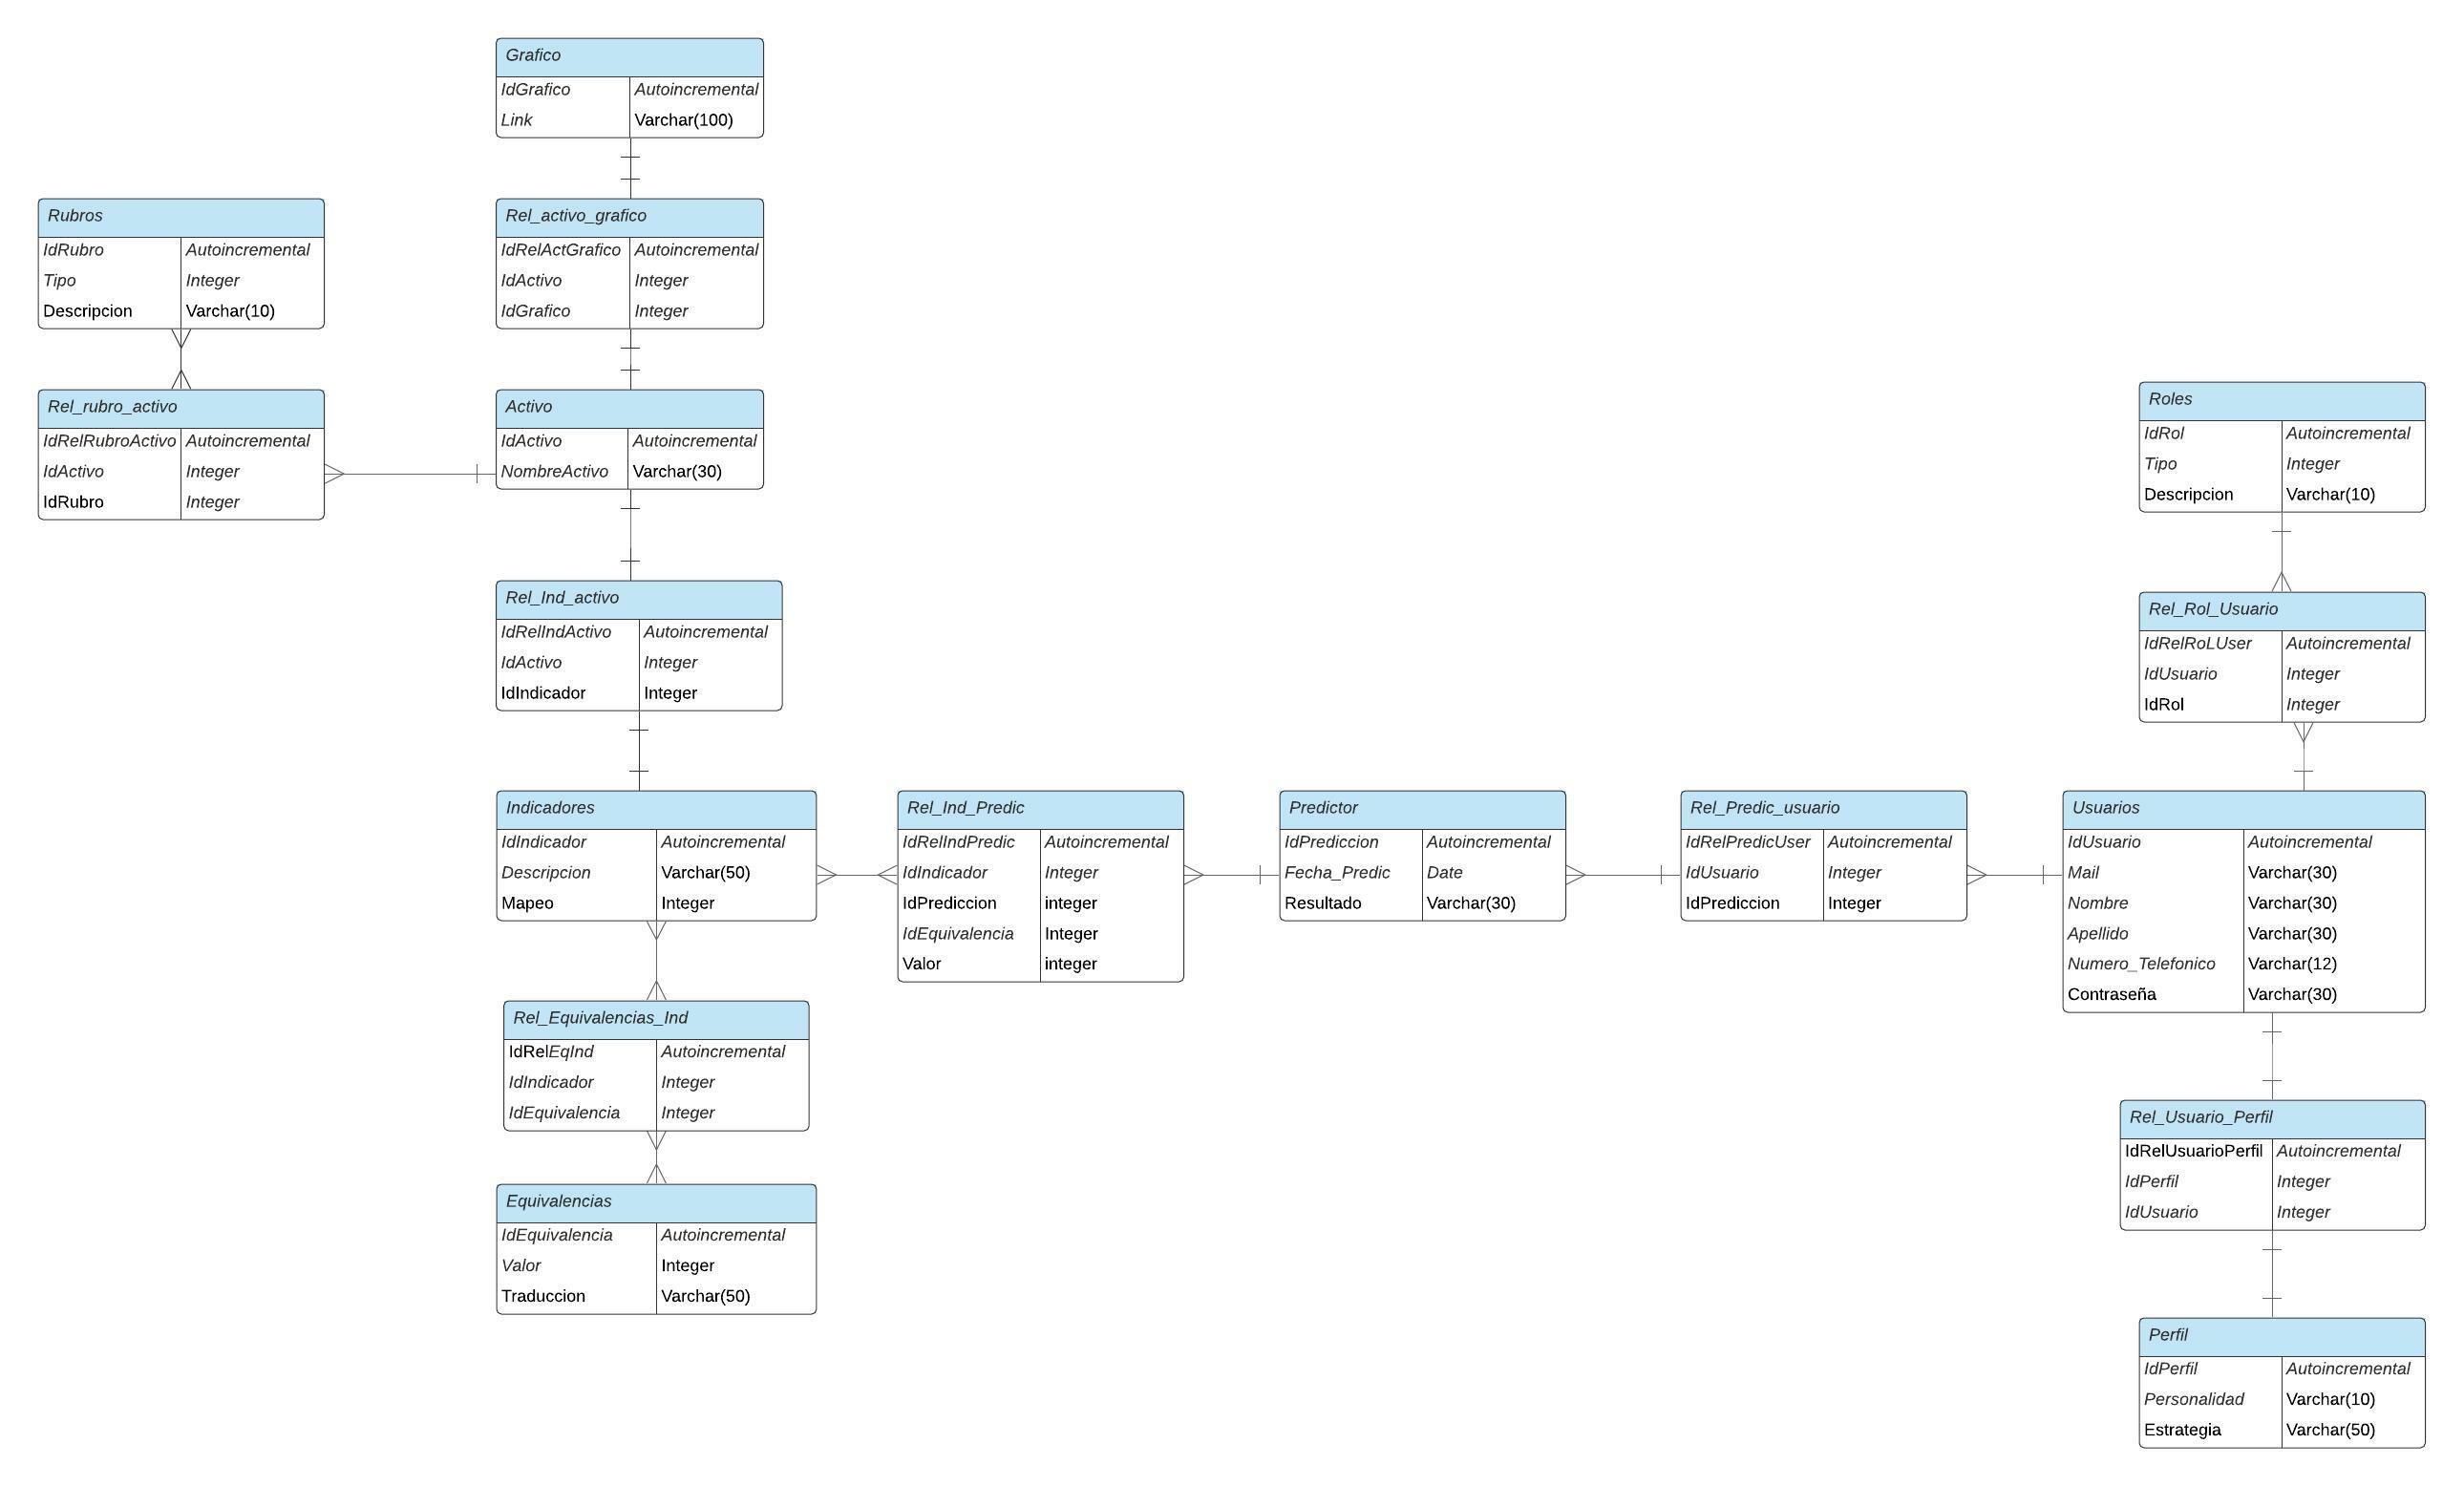 Grafico
IdGrafico Autoincremental
Link Varchar(100)
Rubros
IdRubro Autoincremental
Tipo Integer
Descripcion Varchar(10)
Rel_activo_grafico
IdRelActGrafico Autoincremental
IdActivo Integer
IdGrafico Integer
Rel_rubro_activo
IdRelRubroActivo Autoincremental
IdActivo Integer
IdRubro Integer
Activo
IdActivo Autoincremental
NombreActivo Varchar(30)
Roles
IdRol Autoincremental
Tipo Integer
Descripcion Varchar(10)
Rel_Ind_activo
IdRelIndActivo Autoincremental
IdActivo Integer
IdIndicador Integer
Rel_Rol_Usuario
IdRelRoLUser Autoincremental
IdUsuario Integer
IdRol Integer
Indicadores
IdIndicador Autoincremental
Descripcion Varchar(50)
Mapeo Integer
Rel_Ind_Predic
IdRelIndPredic Autoincremental
IdIndicador Integer
IdPrediccion integer
IdEquivalencia Integer
Valor integer
Predictor
IdPrediccion Autoincremental
Fecha_Predic Date
Resultado Varchar(30)
Rel_Predic_usuario
IdRelPredicUser Autoincremental
IdUsuario Integer
IdPrediccion Integer
Usuarios
IdUsuario Autoincremental
Mail Varchar(30)
Nombre Varchar(30)
Apellido Varchar(30)
Numero_Telefonico Varchar(12)
Contraseña Varchar(30)
Rel_Equivalencias_Ind
IdRelEqInd Autoincremental
IdIndicador Integer
IdEquivalencia Integer
Rel_Usuario_Perfil
IdRelUsuarioPerfil Autoincremental
IdPerfil Integer
IdUsuario Integer
Equivalencias
IdEquivalencia Autoincremental
Valor Integer
Traduccion Varchar(50)
Perfil
IdPerfil Autoincremental
Personalidad Varchar(10)
Estrategia Varchar(50)